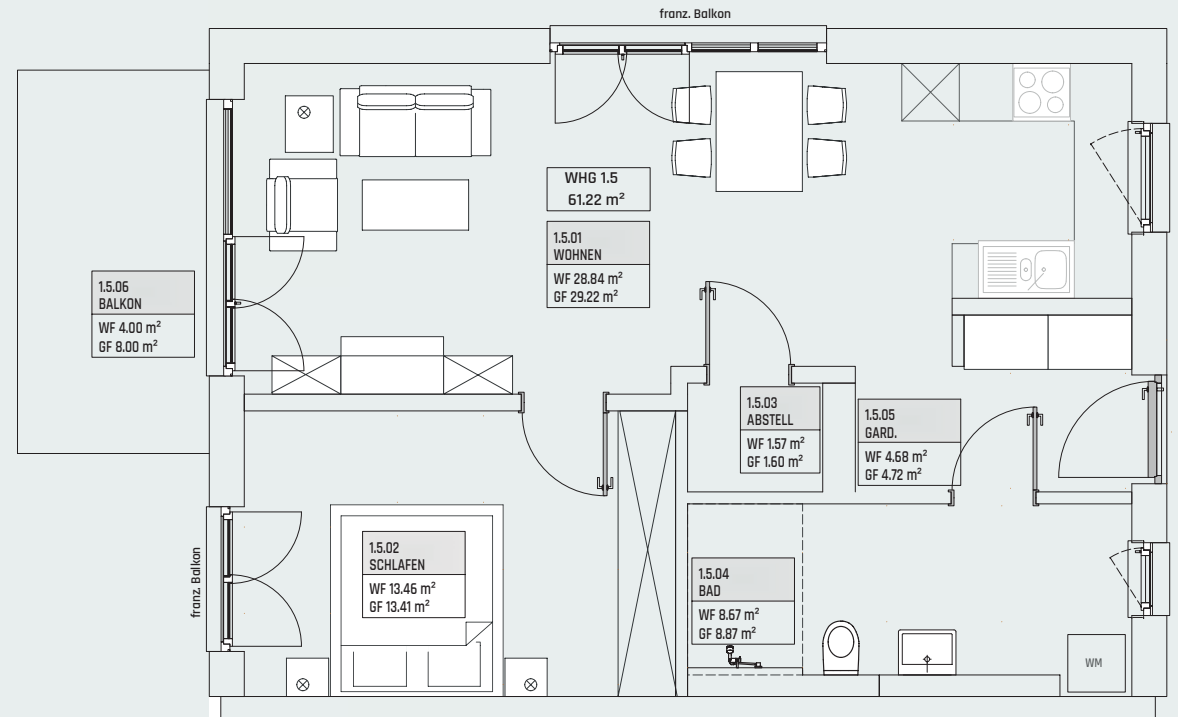 franz. Balkon
WHG 1.5
61.22 m²
1.5.01
WOHNEN
WF 28.84 m²
GF 29.22 m²
1.5.06
BALKON
WF 4.00 m²
GF 8.00 m²
1.5.03
ABSTELL
WF 1.57 m²
GF 1.60 m²
1.5.05
GARD.
WF 4.68 m²
GF 4.72 m²
1.5.02
SCHLAFEN
WF 13.46 m²
GF 13.41 m²
franz. Balkon
1.5.04
BAD
WF 8.67 m²
GF 8.87 m²
WM